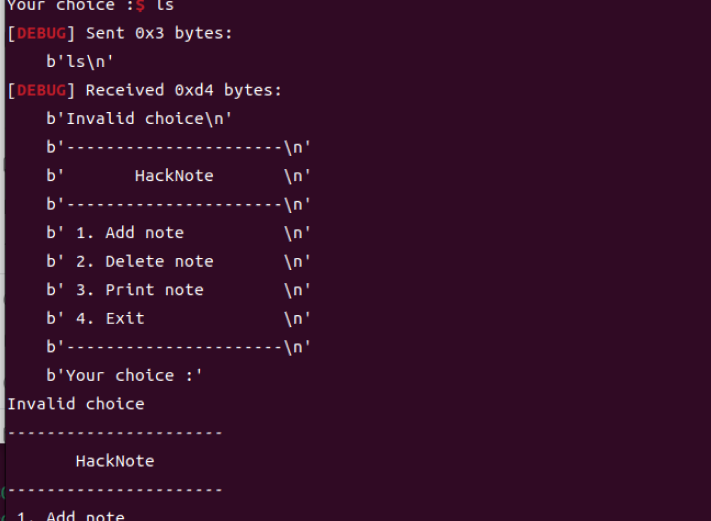 Your choice :$ ls
[DEBUG] Sent 0x3 bytes:
    b'ls\n'
[DEBUG] Received 0xd4 bytes:
    b'Invalid choice\n'
    b'----------------------\n'
    b'       HackNote       \n'
    b'----------------------\n'
    b' 1. Add note          \n'
    b' 2. Delete note       \n'
    b' 3. Print note        \n'
    b' 4. Exit              \n'
    b'----------------------\n'
    b'Your choice :'
Invalid choice
----------------------
       HackNote
----------------------
 1. Add note